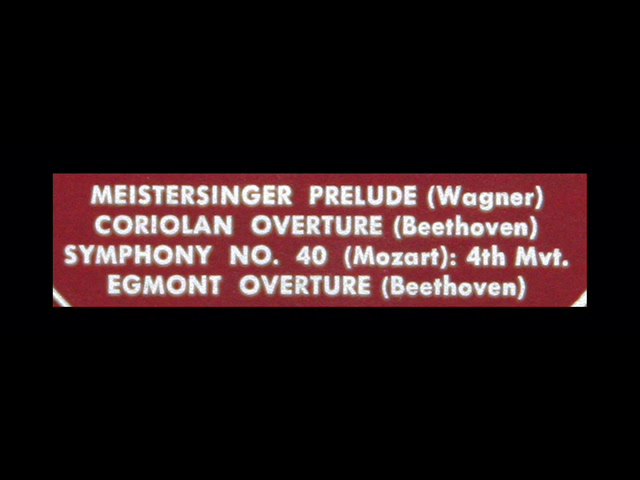 MEISTERSINGER PRELUDE (Wagner)
CORIOLAN OVERTURE (Beethoven)
SYMPHONY NO. 40 (Mozart): 4th Mvt.
EGMONT OVERTURE (Beethoven)